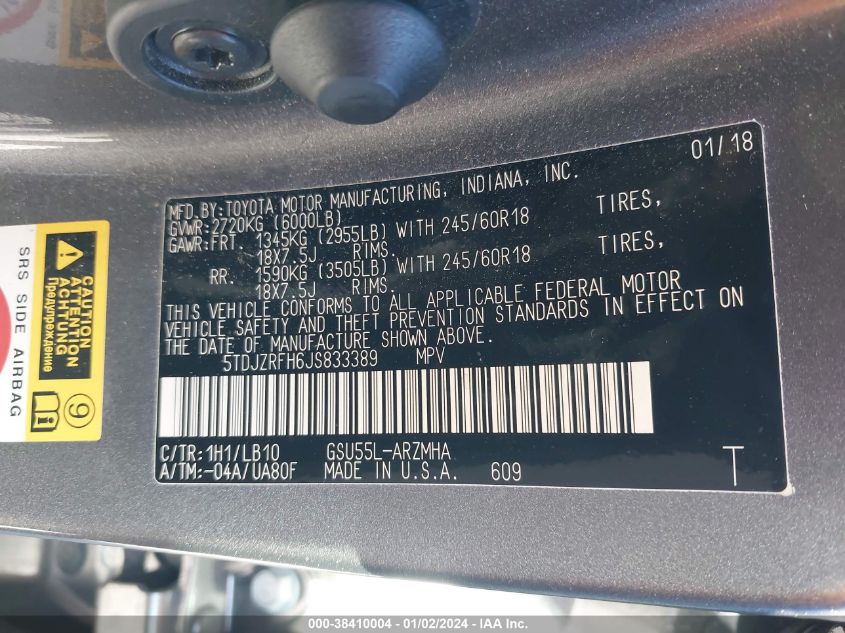 01/18
MFD.BY:TOYOTA MOTOR MANUFACTURING, INDIANA, INC.
GVWR:2720KG (6000LB)
GAWR:FRT. 1345KG (2955LB) WITH 245/60R18 TIRES,
18X7.5J RIMS.
RR. 1590KG (3505LB) WITH 245/60R18 TIRES,
18X7.5J RIMS.
THIS VEHICLE CONFORMS TO ALL APPLICABLE FEDERAL MOTOR
VEHICLE SAFETY AND THEFT PREVENTION STANDARDS IN EFFECT ON
THE DATE OF MANUFACTURE SHOWN ABOVE.
5TDJZRFH6JS833389 MPV
C/TR:1H1/LB10 GSU55L-ARZMHA
A/TM:-04A/UA80F MADE IN U.S.A. 609 T
CAUTION
ATTENTION
ACHTUNG
Предупреждение
9
SRS SIDE AIRBAG
000-38410004 - 01/02/2024 - IAA Inc.